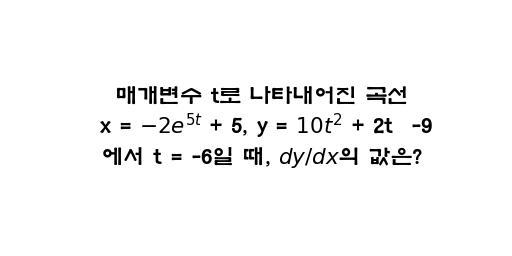 매개변수 t로 나타내어진 곡선
x = $-2e^{5t}$ + 5, y = $10t^2$ + 2t -9
에서 t = -6일 때, $dy/dx$의 값은?